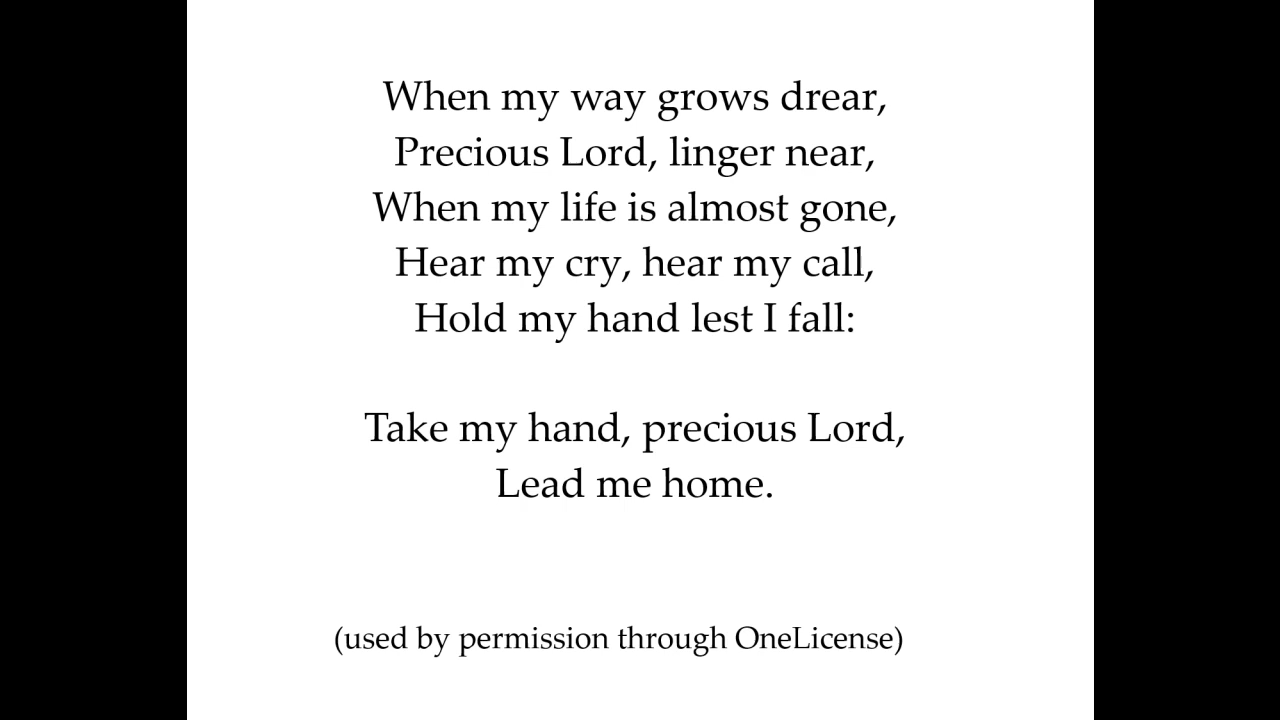 When my way grows drear,
Precious Lord, linger near,
When my life is almost gone,
Hear my cry, hear my call,
Hold my hand lest I fall:
Take my hand, precious Lord,
Lead me home.
(used by permission through OneLicense)